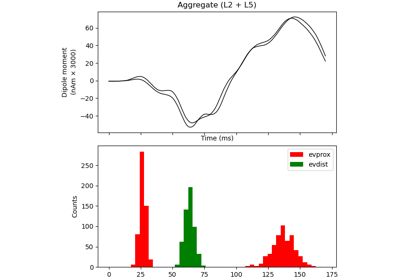 Aggregate (L2 + L5)
Dipole moment
(nAm × 3000)
60
40
20
0
−20
−40
Time (ms)
evprox
evdist
Counts
250
200
150
100
50
0
0 25 50 75 100 125 150 175